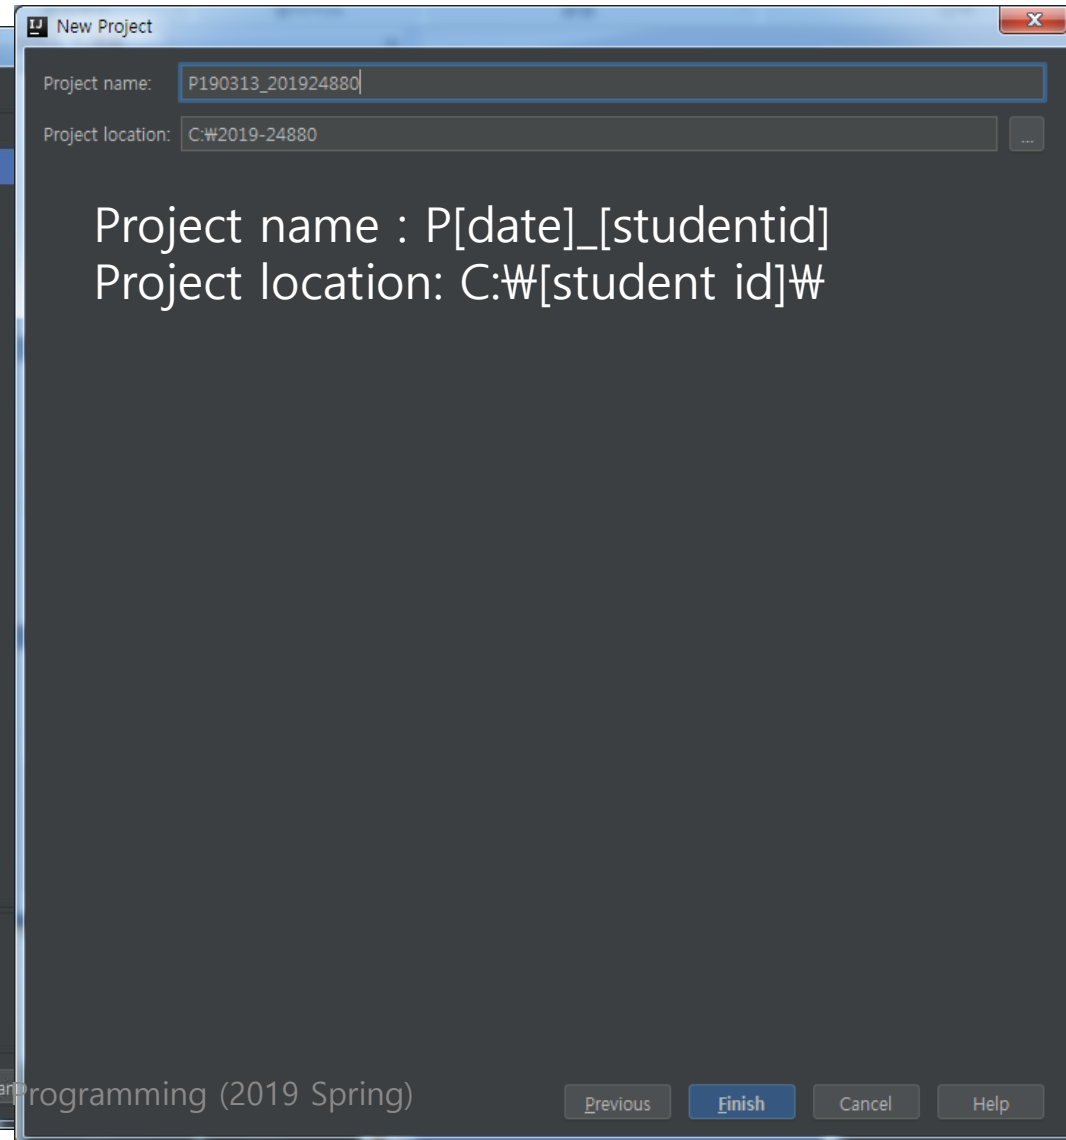 New Project
Project name: P190313_201924880
Project location: C:₩2019-24880 ...
Project name : P[date]_[studentid]
Project location: C:₩[student id]₩
Programming (2019 Spring)
Previous Finish Cancel Help